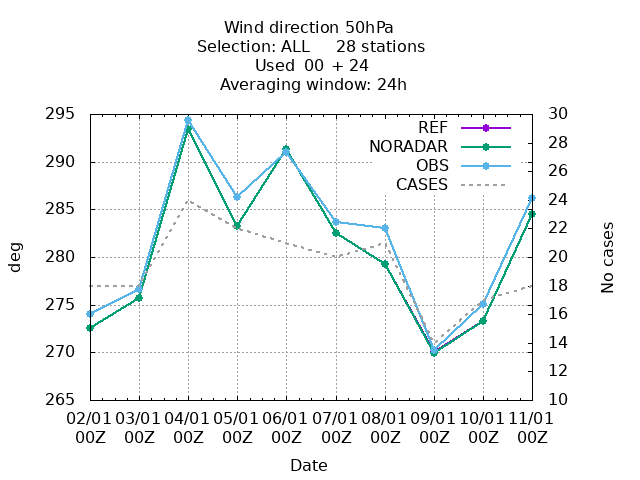 Wind direction 50hPa
Selection: ALL     28 stations
Used  00 + 24
Averaging window: 24h
295
290
285
280
275
270
265
deg
30
28
26
24
22
20
18
16
14
12
10
No cases
REF
NORADAR
OBS
CASES
02/01 03/01 04/01 05/01 06/01 07/01 08/01 09/01 10/01 11/01
00Z 00Z 00Z 00Z 00Z 00Z 00Z 00Z 00Z 00Z
Date